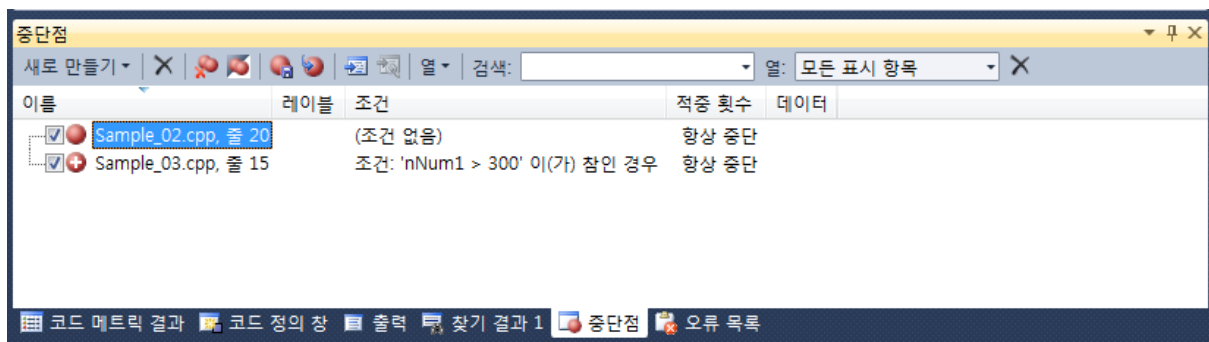 중단점
새로 만들기 열 검색: 열: 모든 표시 항목
이름 레이블 조건 적중 횟수 데이터
Sample_02.cpp, 줄 20 (조건 없음) 항상 중단
Sample_03.cpp, 줄 15 조건: 'nNum1 > 300' 이(가) 참인 경우 항상 중단
코드 메트릭 결과 코드 정의 창 출력 찾기 결과 1 중단점 오류 목록